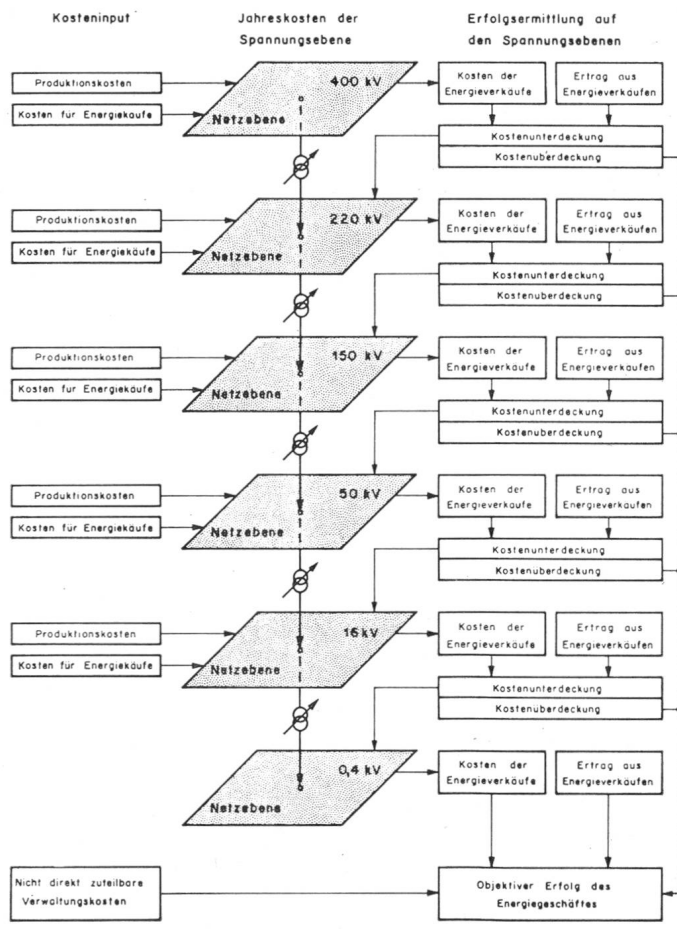 Kosteninput
Jahreskosten der
Spannungsebene
Erfolgsermittlung auf
den Spannungsebenen
Produktionskosten
Kosten für Energiekäufe
400 kV
Netzebene
Kosten der
Energieverkäufe
Ertrag aus
Energieverkäufen
Kostenunterdeckung
Kostenüberdeckung
Produktionskosten
Kosten für Energiekäufe
220 kV
Netzebene
Kosten der
Energieverkäufe
Ertrag aus
Energieverkäufen
Kostenunterdeckung
Kostenüberdeckung
Produktionskosten
Kosten für Energiekäufe
150 kV
Netzebene
Kosten der
Energieverkäufe
Ertrag aus
Energieverkäufen
Kostenunterdeckung
Kostenüberdeckung
Produktionskosten
Kosten für Energiekäufe
50 kV
Netzebene
Kosten der
Energieverkäufe
Ertrag aus
Energieverkäufen
Kostenunterdeckung
Kostenüberdeckung
Produktionskosten
Kosten für Energiekäufe
16 kV
Netzebene
Kosten der
Energieverkäufe
Ertrag aus
Energieverkäufen
Kostenunterdeckung
Kostenüberdeckung
0,4 kV
Netzebene
Kosten der
Energieverkäufe
Ertrag aus
Energieverkäufen
Nicht direkt zuteilbare
Verwaltungskosten
Objektiver Erfolg des
Energiegeschäftes